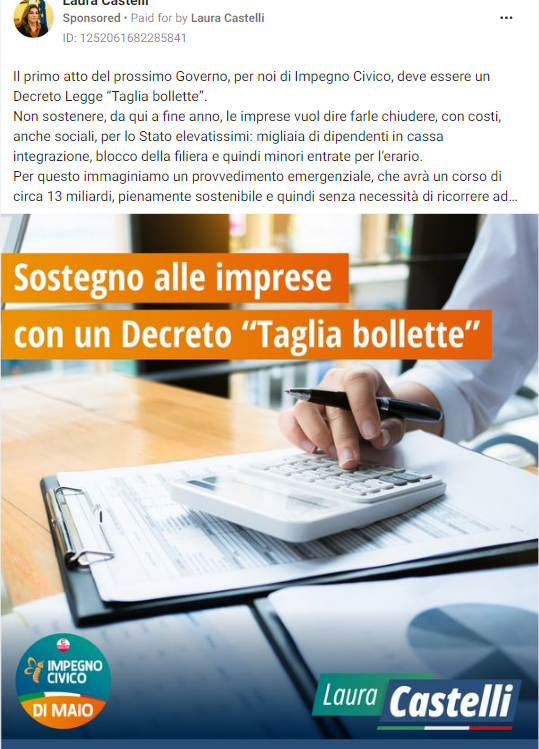 Laura Castelli
Sponsored • Paid for by Laura Castelli
ID: 1252061682285841
Il primo atto del prossimo Governo, per noi di Impegno Civico, deve essere un
Decreto Legge “Taglia bollette”.
Non sostenere, da qui a fine anno, le imprese vuol dire farle chiudere, con costi,
anche sociali, per lo Stato elevatissimi: migliaia di dipendenti in cassa
integrazione, blocco della filiera e quindi minori entrate per l’erario.
Per questo immaginiamo un provvedimento emergenziale, che avrà un corso di
circa 13 miliardi, pienamente sostenibile e quindi senza necessità di ricorrere ad...
Sostegno alle imprese
con un Decreto “Taglia bollette”
IMPEGNO
CIVICO
DI MAIO
Laura Castelli